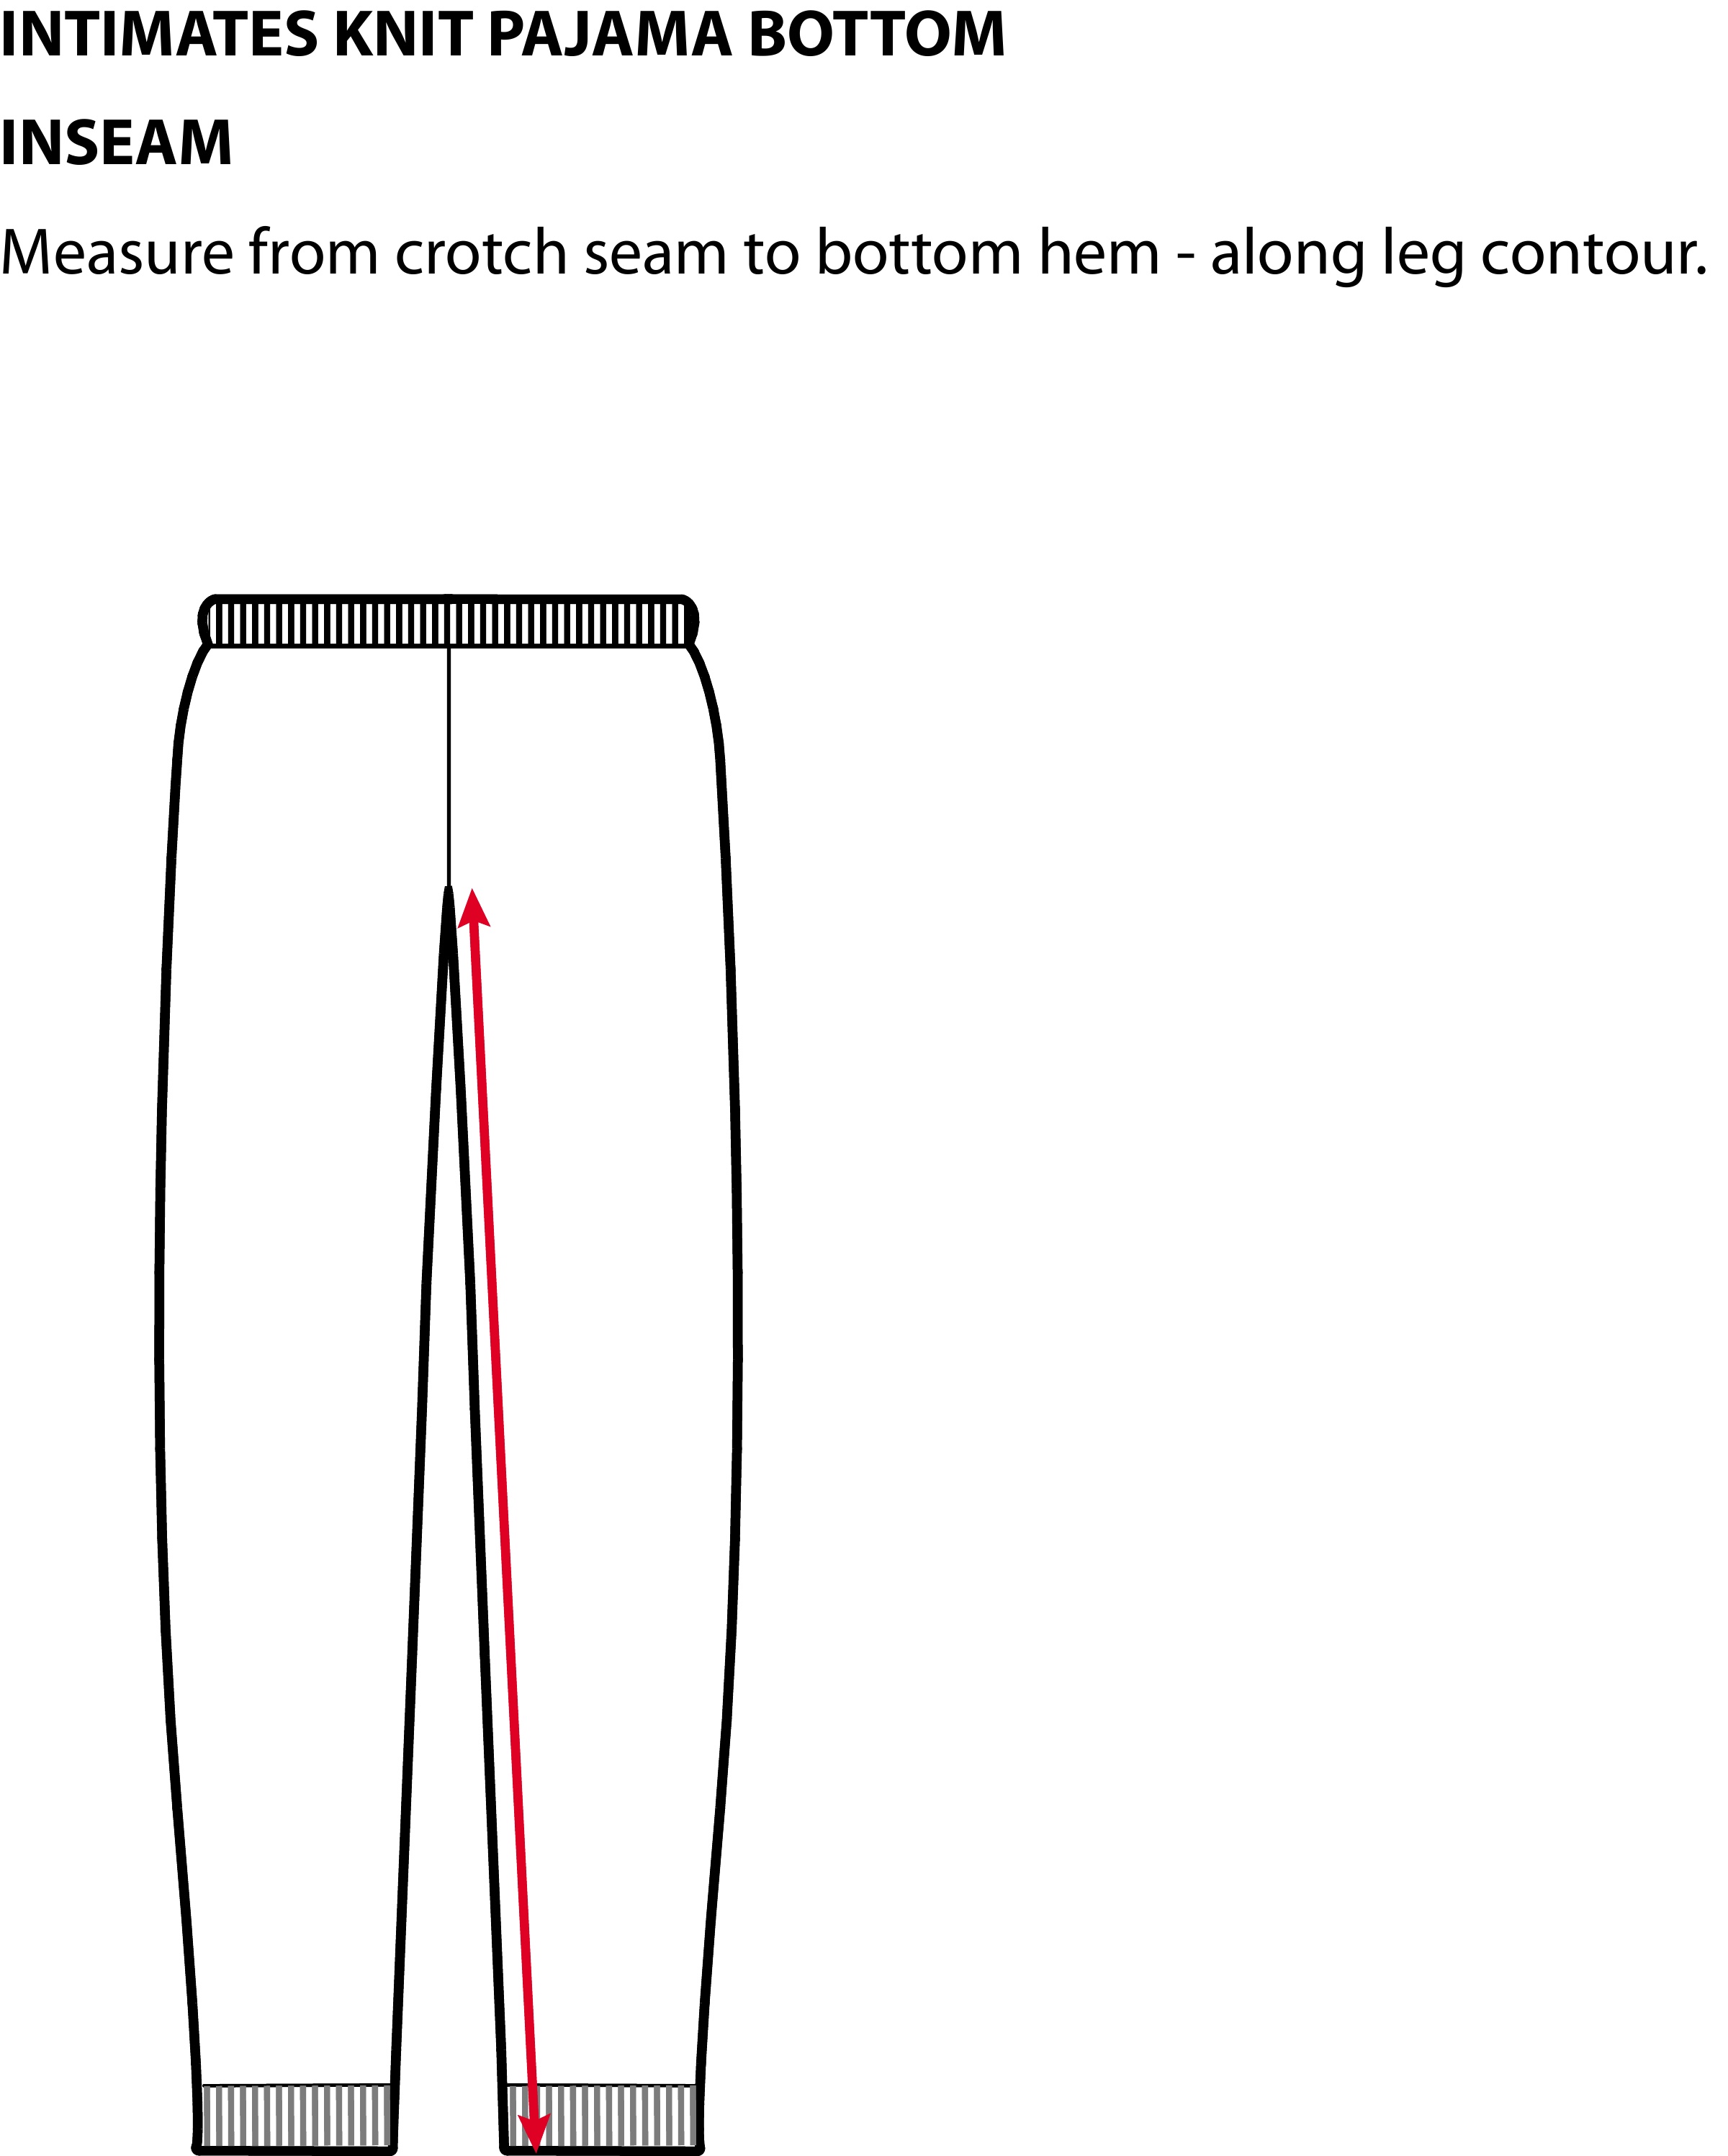 INTIMATES KNIT PAJAMA BOTTOM
INSEAM
Measure from crotch seam to bottom hem - along leg contour.